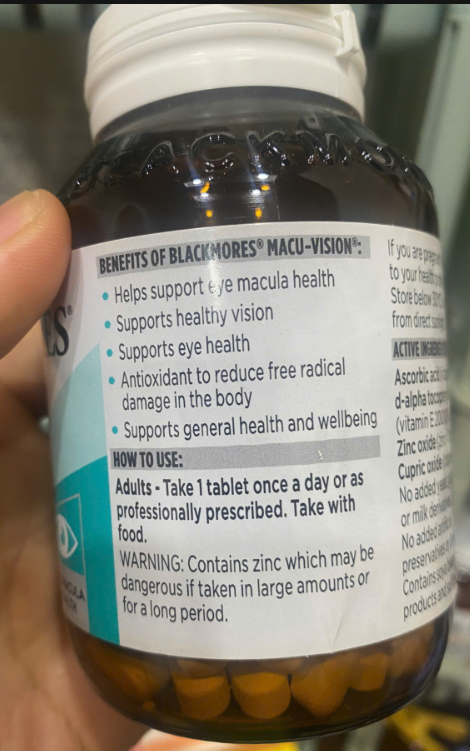 BLACKMO
ES®
BENEFITS OF BLACKMORES® MACU-VISION®:
• Helps support eye macula health
• Supports healthy vision
• Supports eye health
• Antioxidant to reduce free radical
damage in the body
• Supports general health and wellbeing
HOW TO USE:
Adults - Take 1 tablet once a day or as
professionally prescribed. Take with
food.
WARNING: Contains zinc which may be
dangerous if taken in large amounts or
for a long period.
If you are
to your
Store below
from direct
ACTIVE
Ascorbic
(vitamin E
Zinc oxide
Cupric oxide
No added
or milk
No added
preservatives
Contains
products